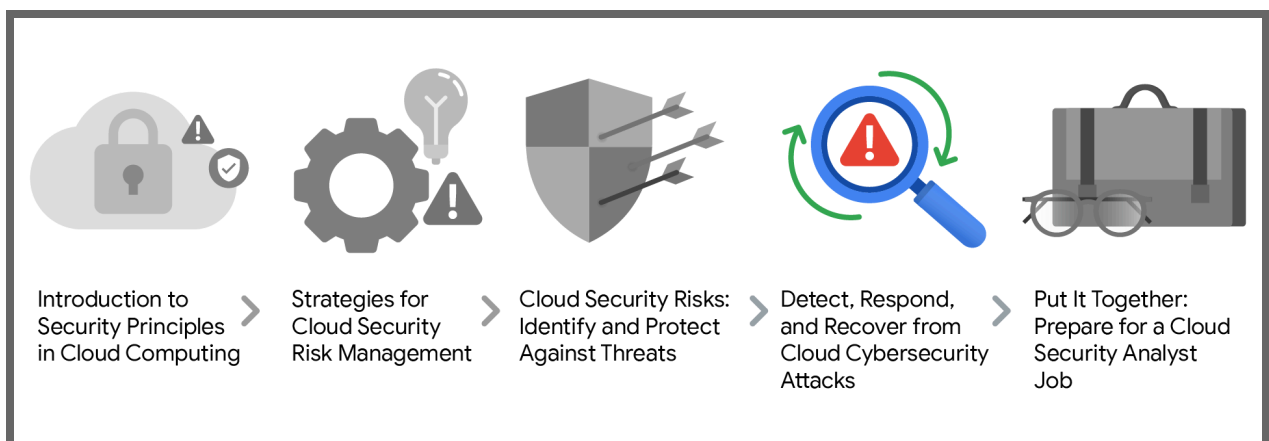 Introduction to
Security Principles
in Cloud Computing
Strategies for
Cloud Security
Risk Management
Cloud Security Risks:
Identify and Protect
Against Threats
Detect, Respond,
and Recover from
Cloud Cybersecurity
Attacks
Put It Together:
Prepare for a Cloud
Security Analyst
Job